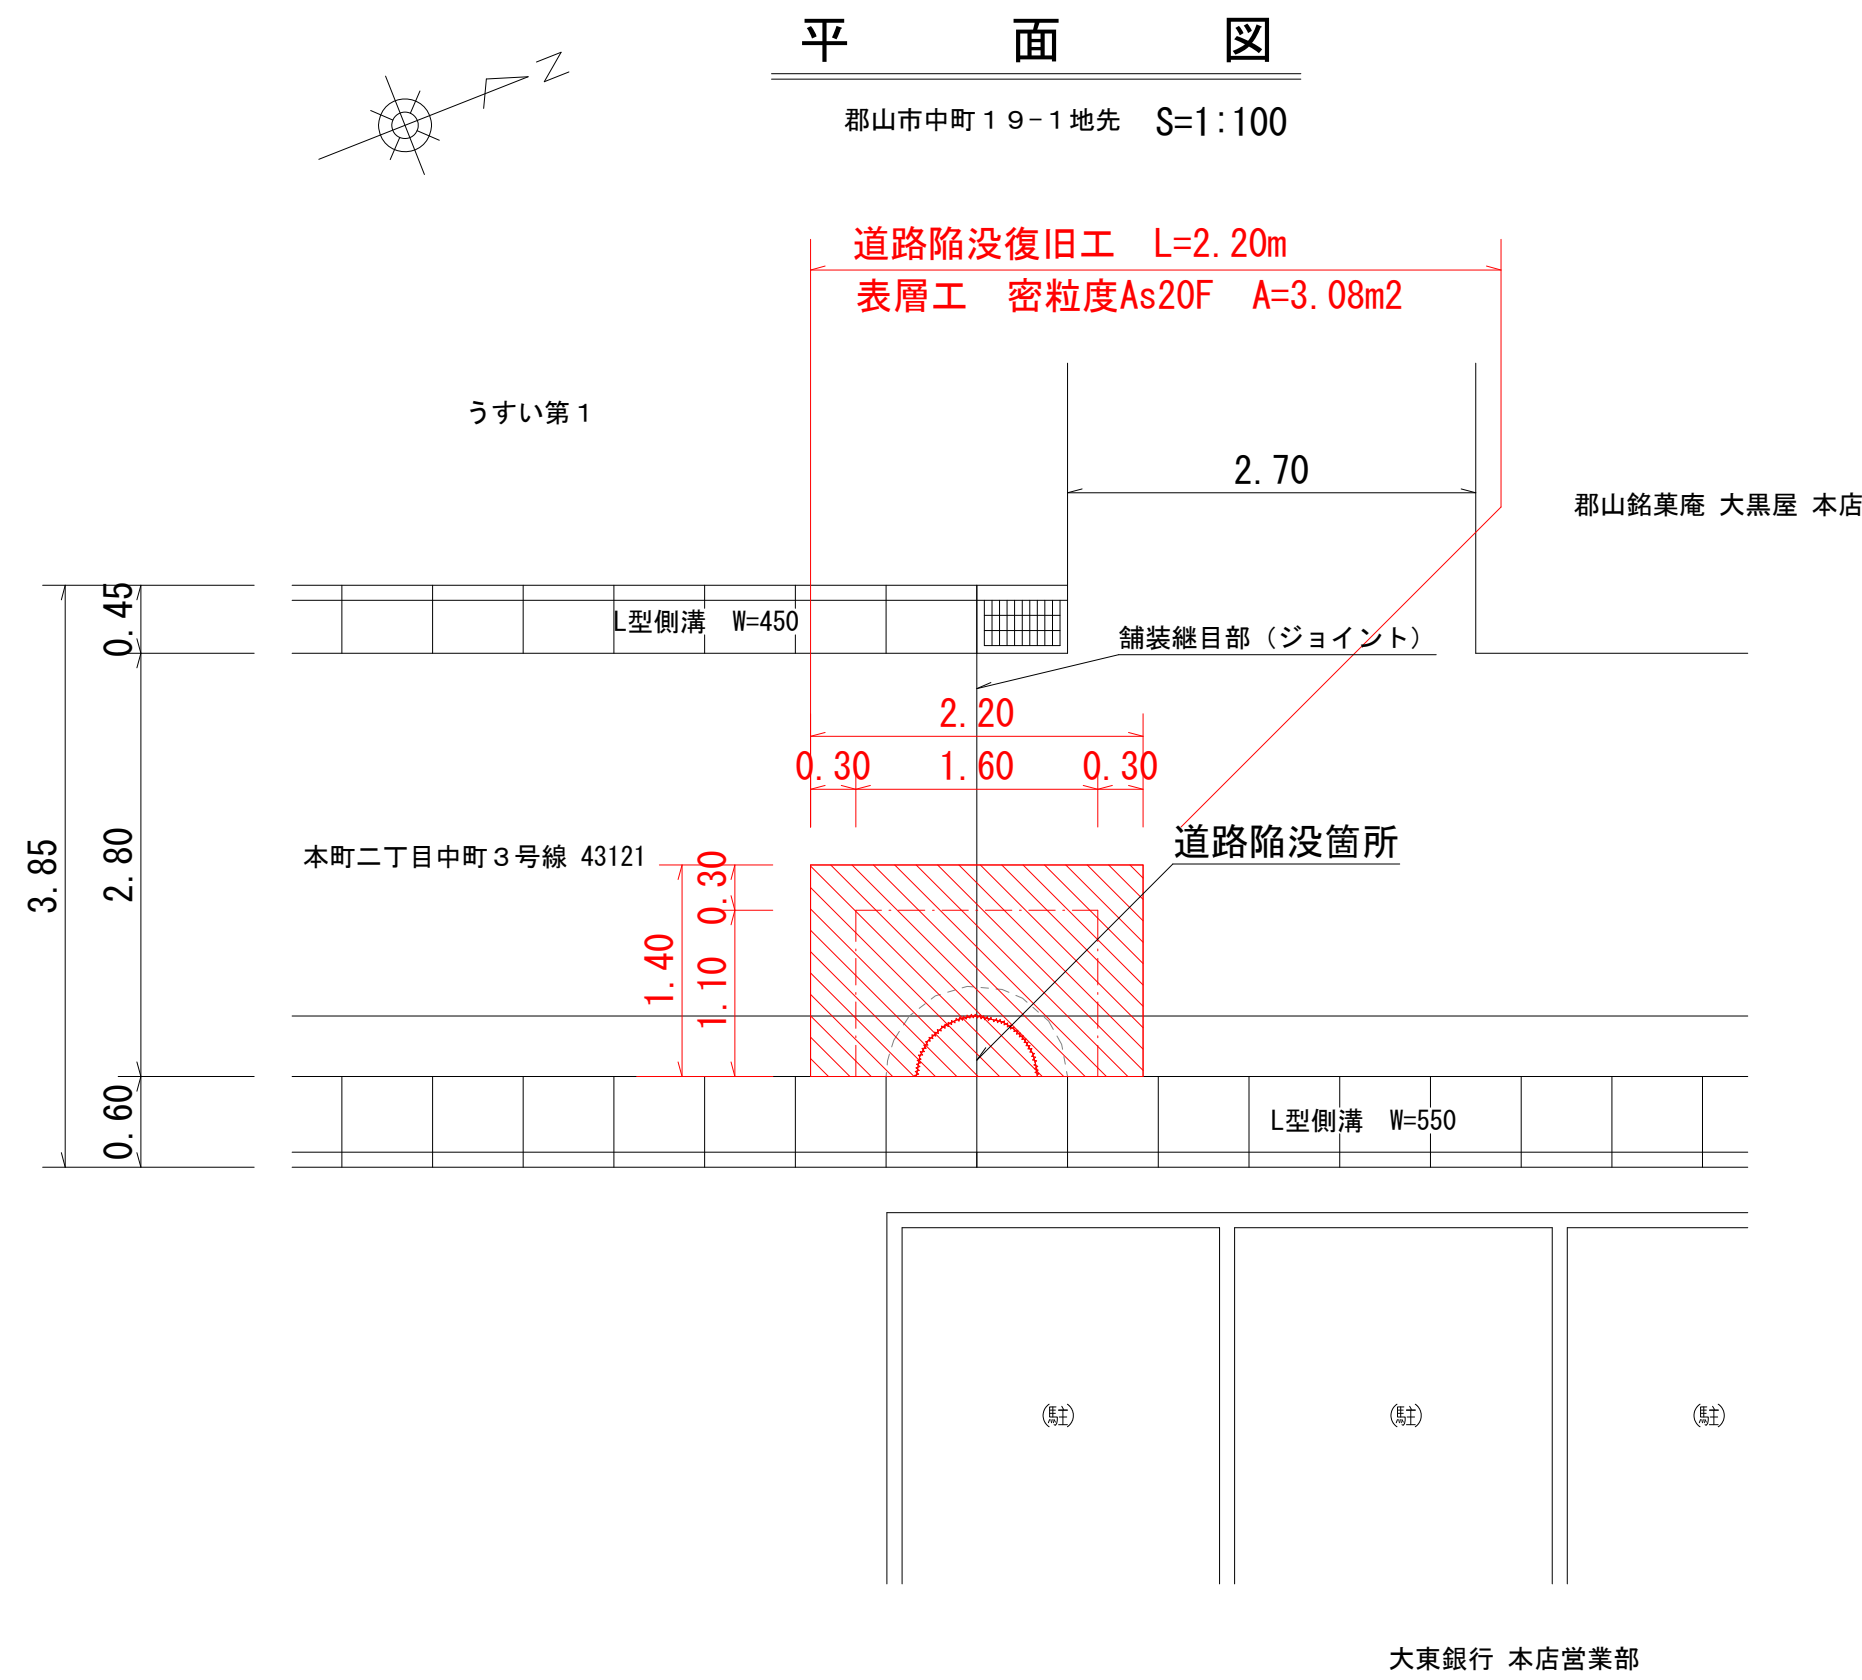 平面図
郡山市中町１９−１地先 S=1:100
N
道路陥没復旧工 L=2.20m
表層工 密粒度As20F A=3.08m2
うすい第１
2.70
郡山銘菓庵 大黒屋 本店
0.45
L型側溝 W=450
舗装継目部（ジョイント）
2.20
0.30 1.60 0.30
3.85
2.80
本町二丁目中町３号線 43121
道路陥没箇所
0.30
1.40
1.10
0.60
L型側溝 W=550
(駐) (駐) (駐)
大東銀行 本店営業部